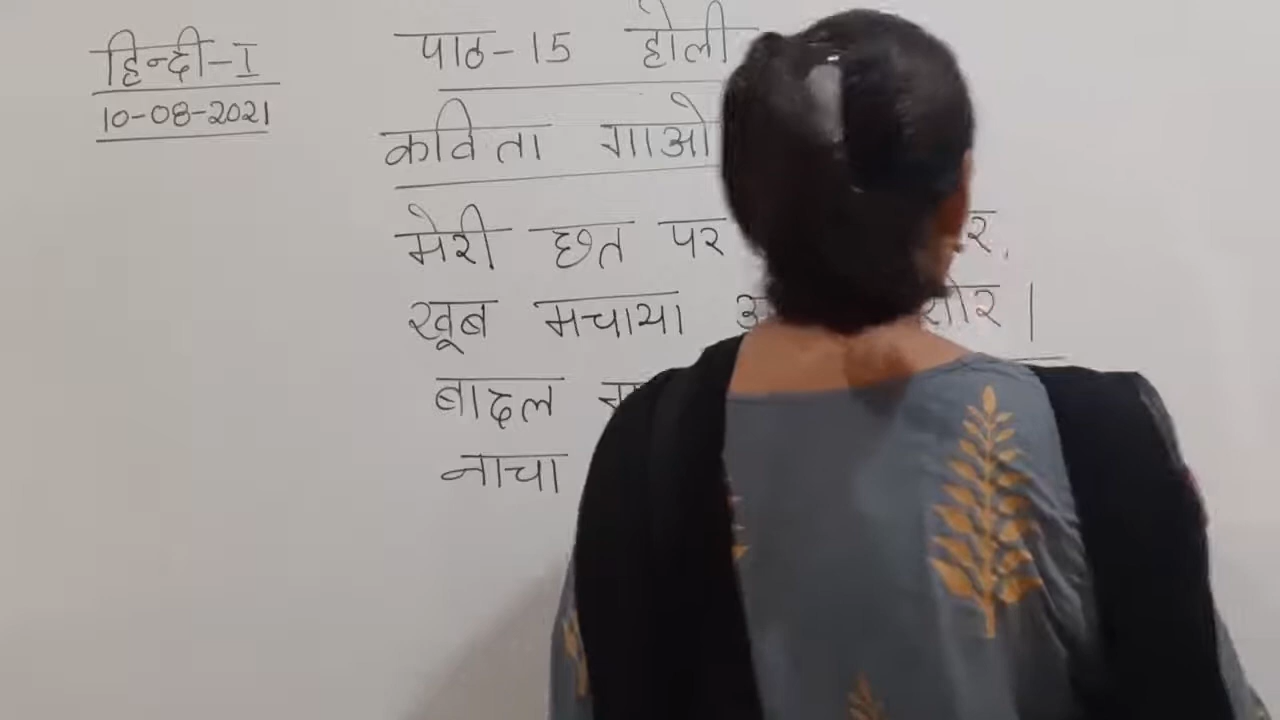 हिन्दी-I
10-08-2021
पाठ-15 होली
कविता गाओ
मेरी छत पर
खूब मचाया
बादल
नाचा